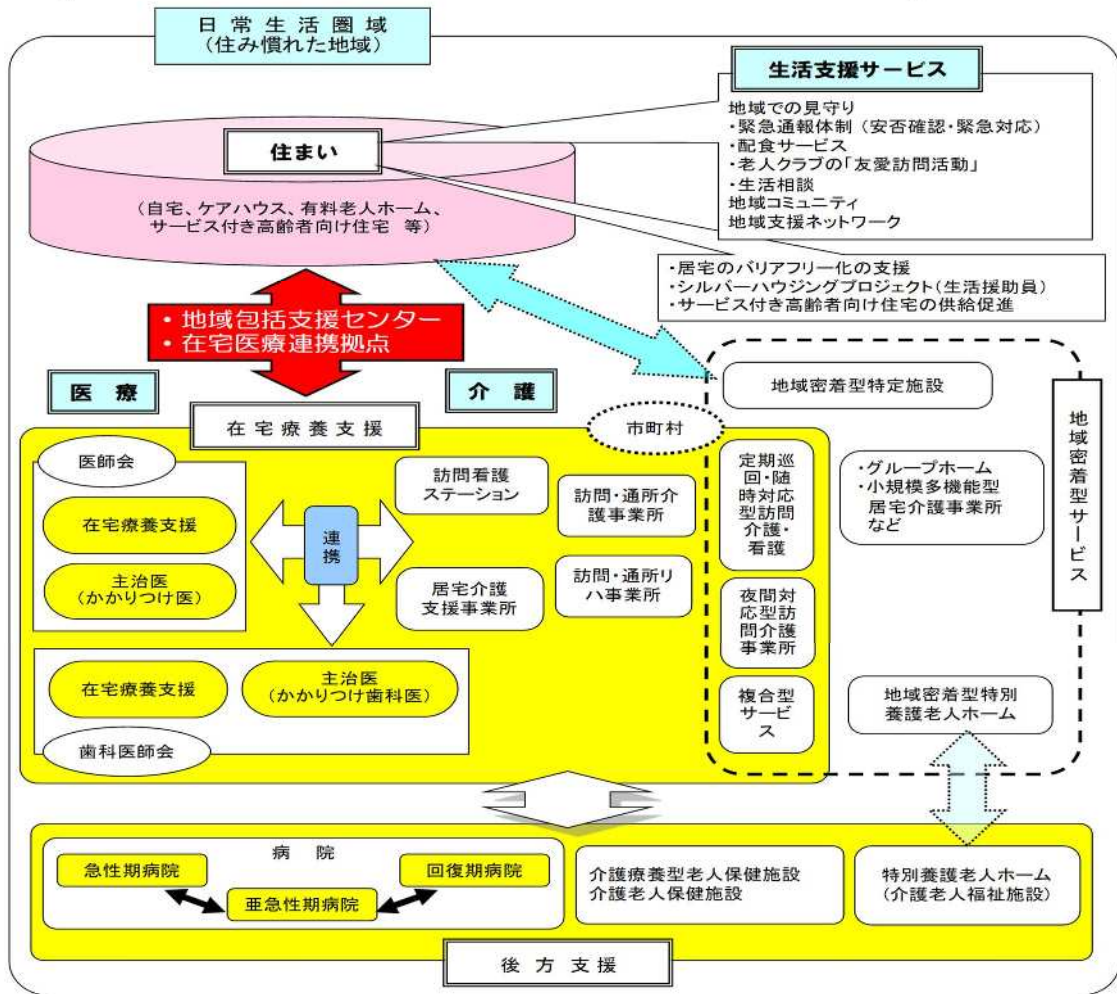 日常生活圏域
(住み慣れた地域)
生活支援サービス
地域での見守り
・緊急通報体制（安否確認・緊急対応）
・配食サービス
・老人クラブの「友愛訪問活動」
・生活相談
地域コミュニティ
地域支援ネットワーク
住まい
(自宅、ケアハウス、有料老人ホーム、
サービス付き高齢者向け住宅 等)
・居宅のバリアフリー化の支援
・シルバーハウジングプロジェクト(生活援助員)
・サービス付き高齢者向け住宅の供給促進
・地域包括支援センター
・在宅医療連携拠点
医療
介護
在宅療養支援
市町村
地域密着型サービス
地域密着型特定施設
医師会
在宅療養支援
主治医
(かかりつけ医)
連携
訪問看護
ステーション
訪問・通所介
護事業所
居宅介護
支援事業所
訪問・通所リ
ハ事業所
定期巡
回・随
時対応
型訪問
介護・
看護
・グループホーム
・小規模多機能型
居宅介護事業所
など
夜間対
応型訪
問介護
事業所
在宅療養支援
主治医
(かかりつけ歯科医)
歯科医師会
複合型
サービ
ス
地域密着型特別
養護老人ホーム
病院
急性期病院
回復期病院
亜急性期病院
介護療養型老人保健施設
介護老人保健施設
特別養護老人ホーム
(介護老人福祉施設)
後方支援